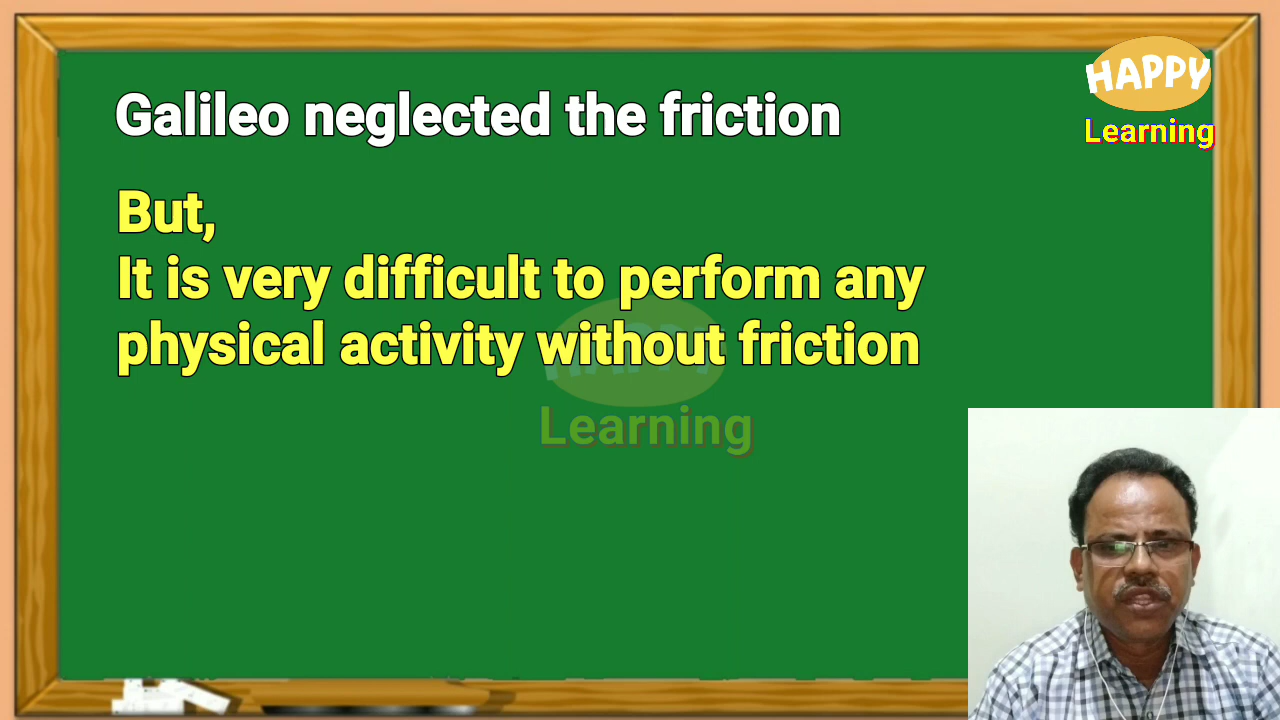 Galileo neglected the friction
HAPPY
Learning
But,
It is very difficult to perform any
physical activity without friction
HAPPY
Learning